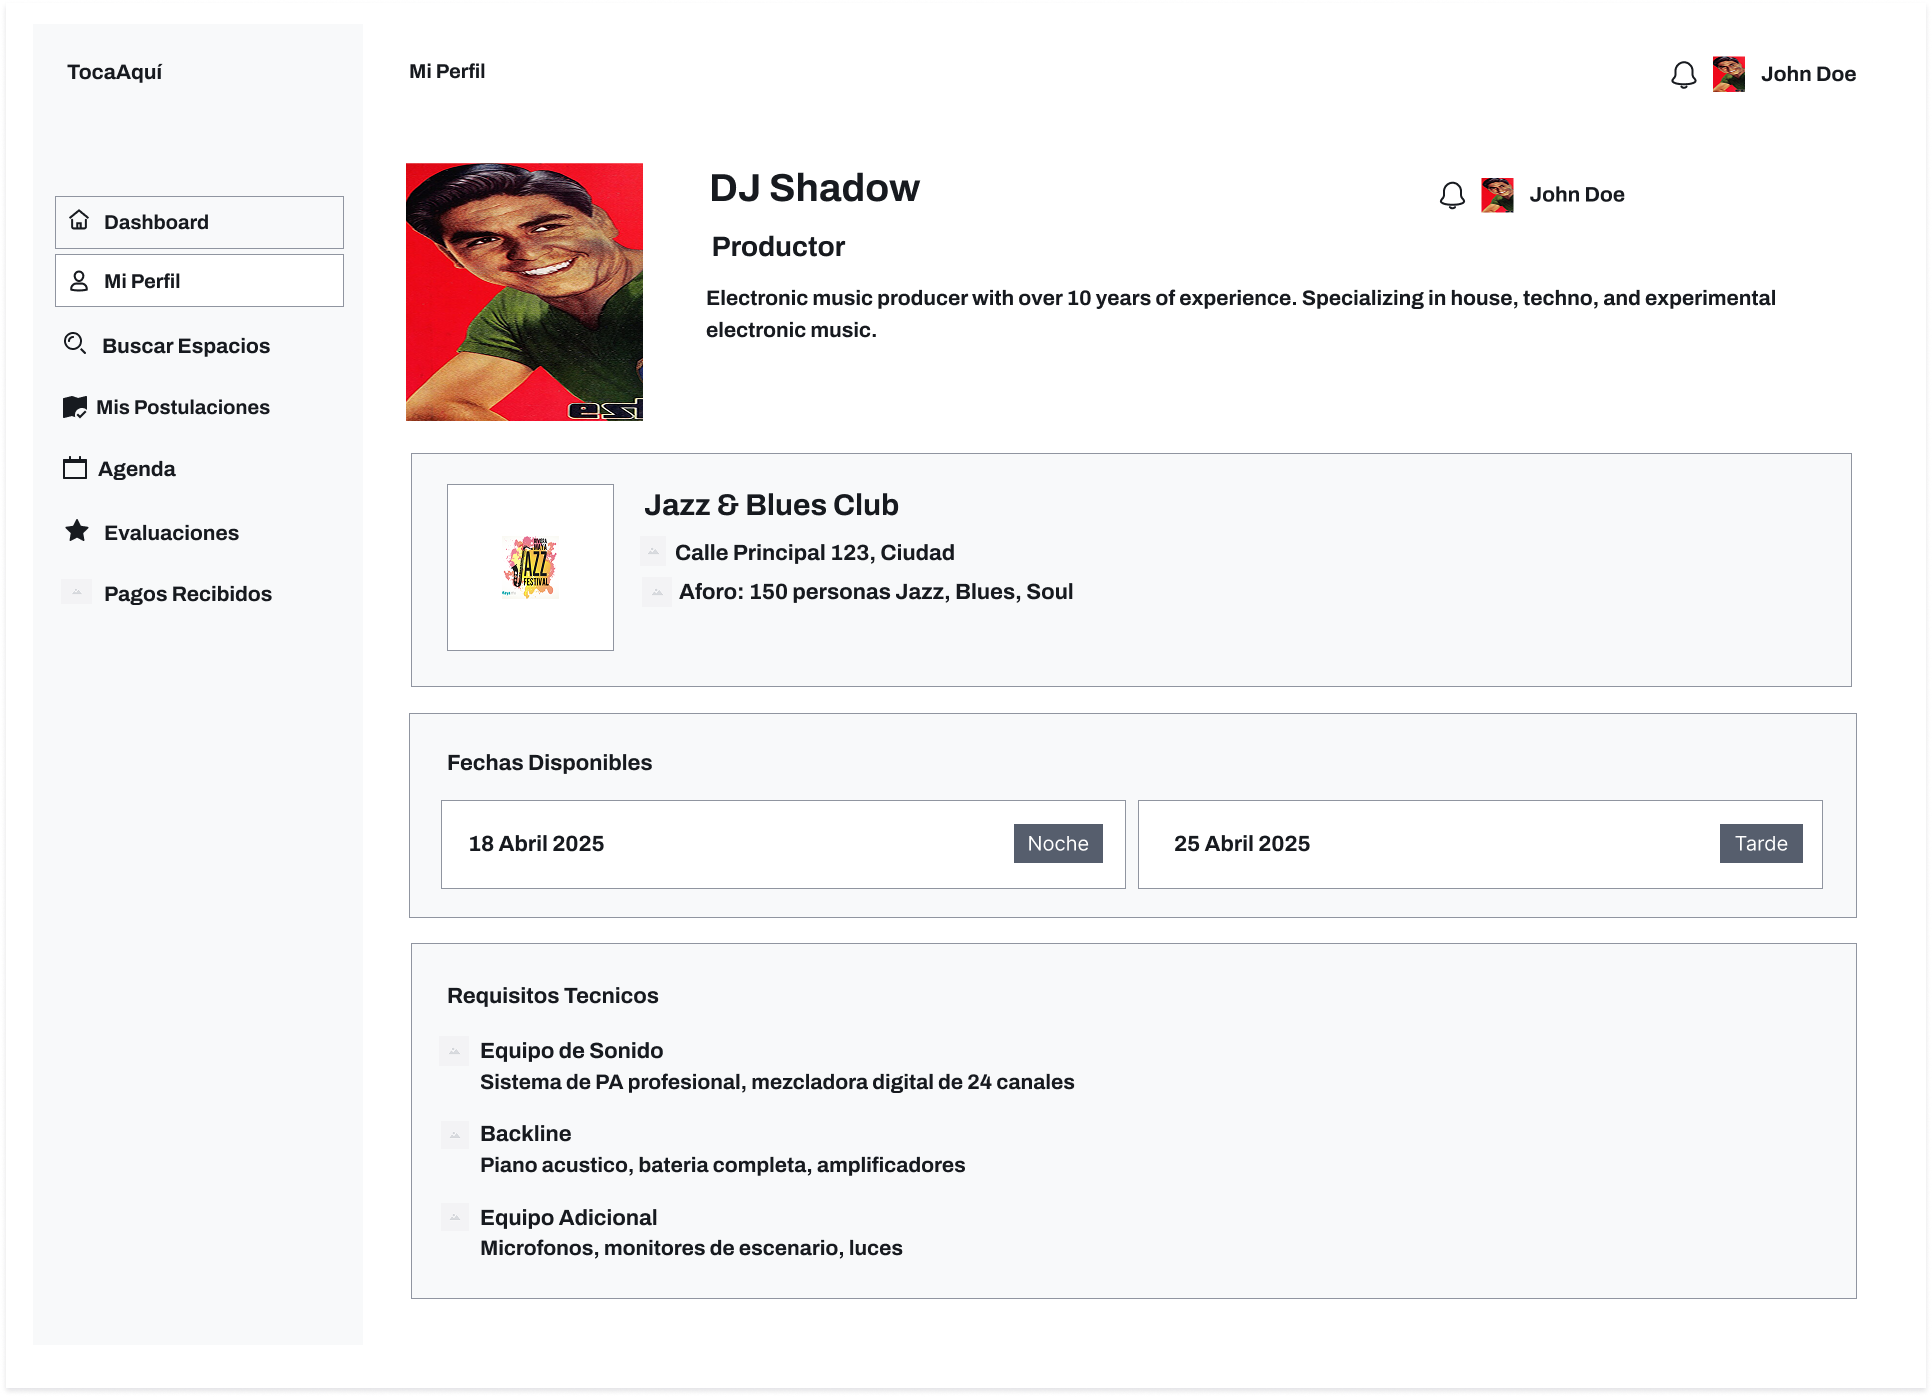 TocaAquí
Mi Perfil
John Doe
Dashboard
Mi Perfil
Buscar Espacios
Mis Postulaciones
Agenda
Evaluaciones
Pagos Recibidos
DJ Shadow
John Doe
Productor
Electronic music producer with over 10 years of experience. Specializing in house, techno, and experimental
electronic music.
Jazz & Blues Club
MAYA
JAZZ
FESTIVAL
Calle Principal 123, Ciudad
Aforo: 150 personas Jazz, Blues, Soul
Fechas Disponibles
18 Abril 2025
Noche
25 Abril 2025
Tarde
Requisitos Tecnicos
Equipo de Sonido
Sistema de PA profesional, mezcladora digital de 24 canales
Backline
Piano acustico, bateria completa, amplificadores
Equipo Adicional
Microfonos, monitores de escenario, luces